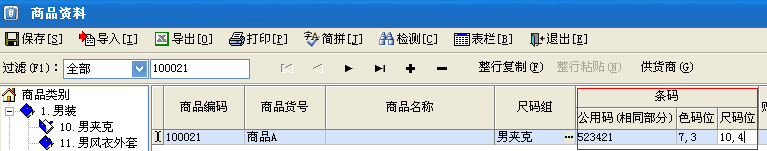 商品资料
保存[S] 导入[I] 导出[O] 打印[P] 简拼[J] 检测[C] 表栏[B] 退出[E]
过滤(F1): 全部 100021 整行复制(F) 整行粘贴(N) 供货商(G)
商品类别
1.男装
10.男夹克
11.男风衣外套
商品编码 商品货号 商品名称 尺码组 条码
公用码(相同部分) 色码位 尺码位
100021 商品A 男夹克 ··· 523421 7,3 10,4